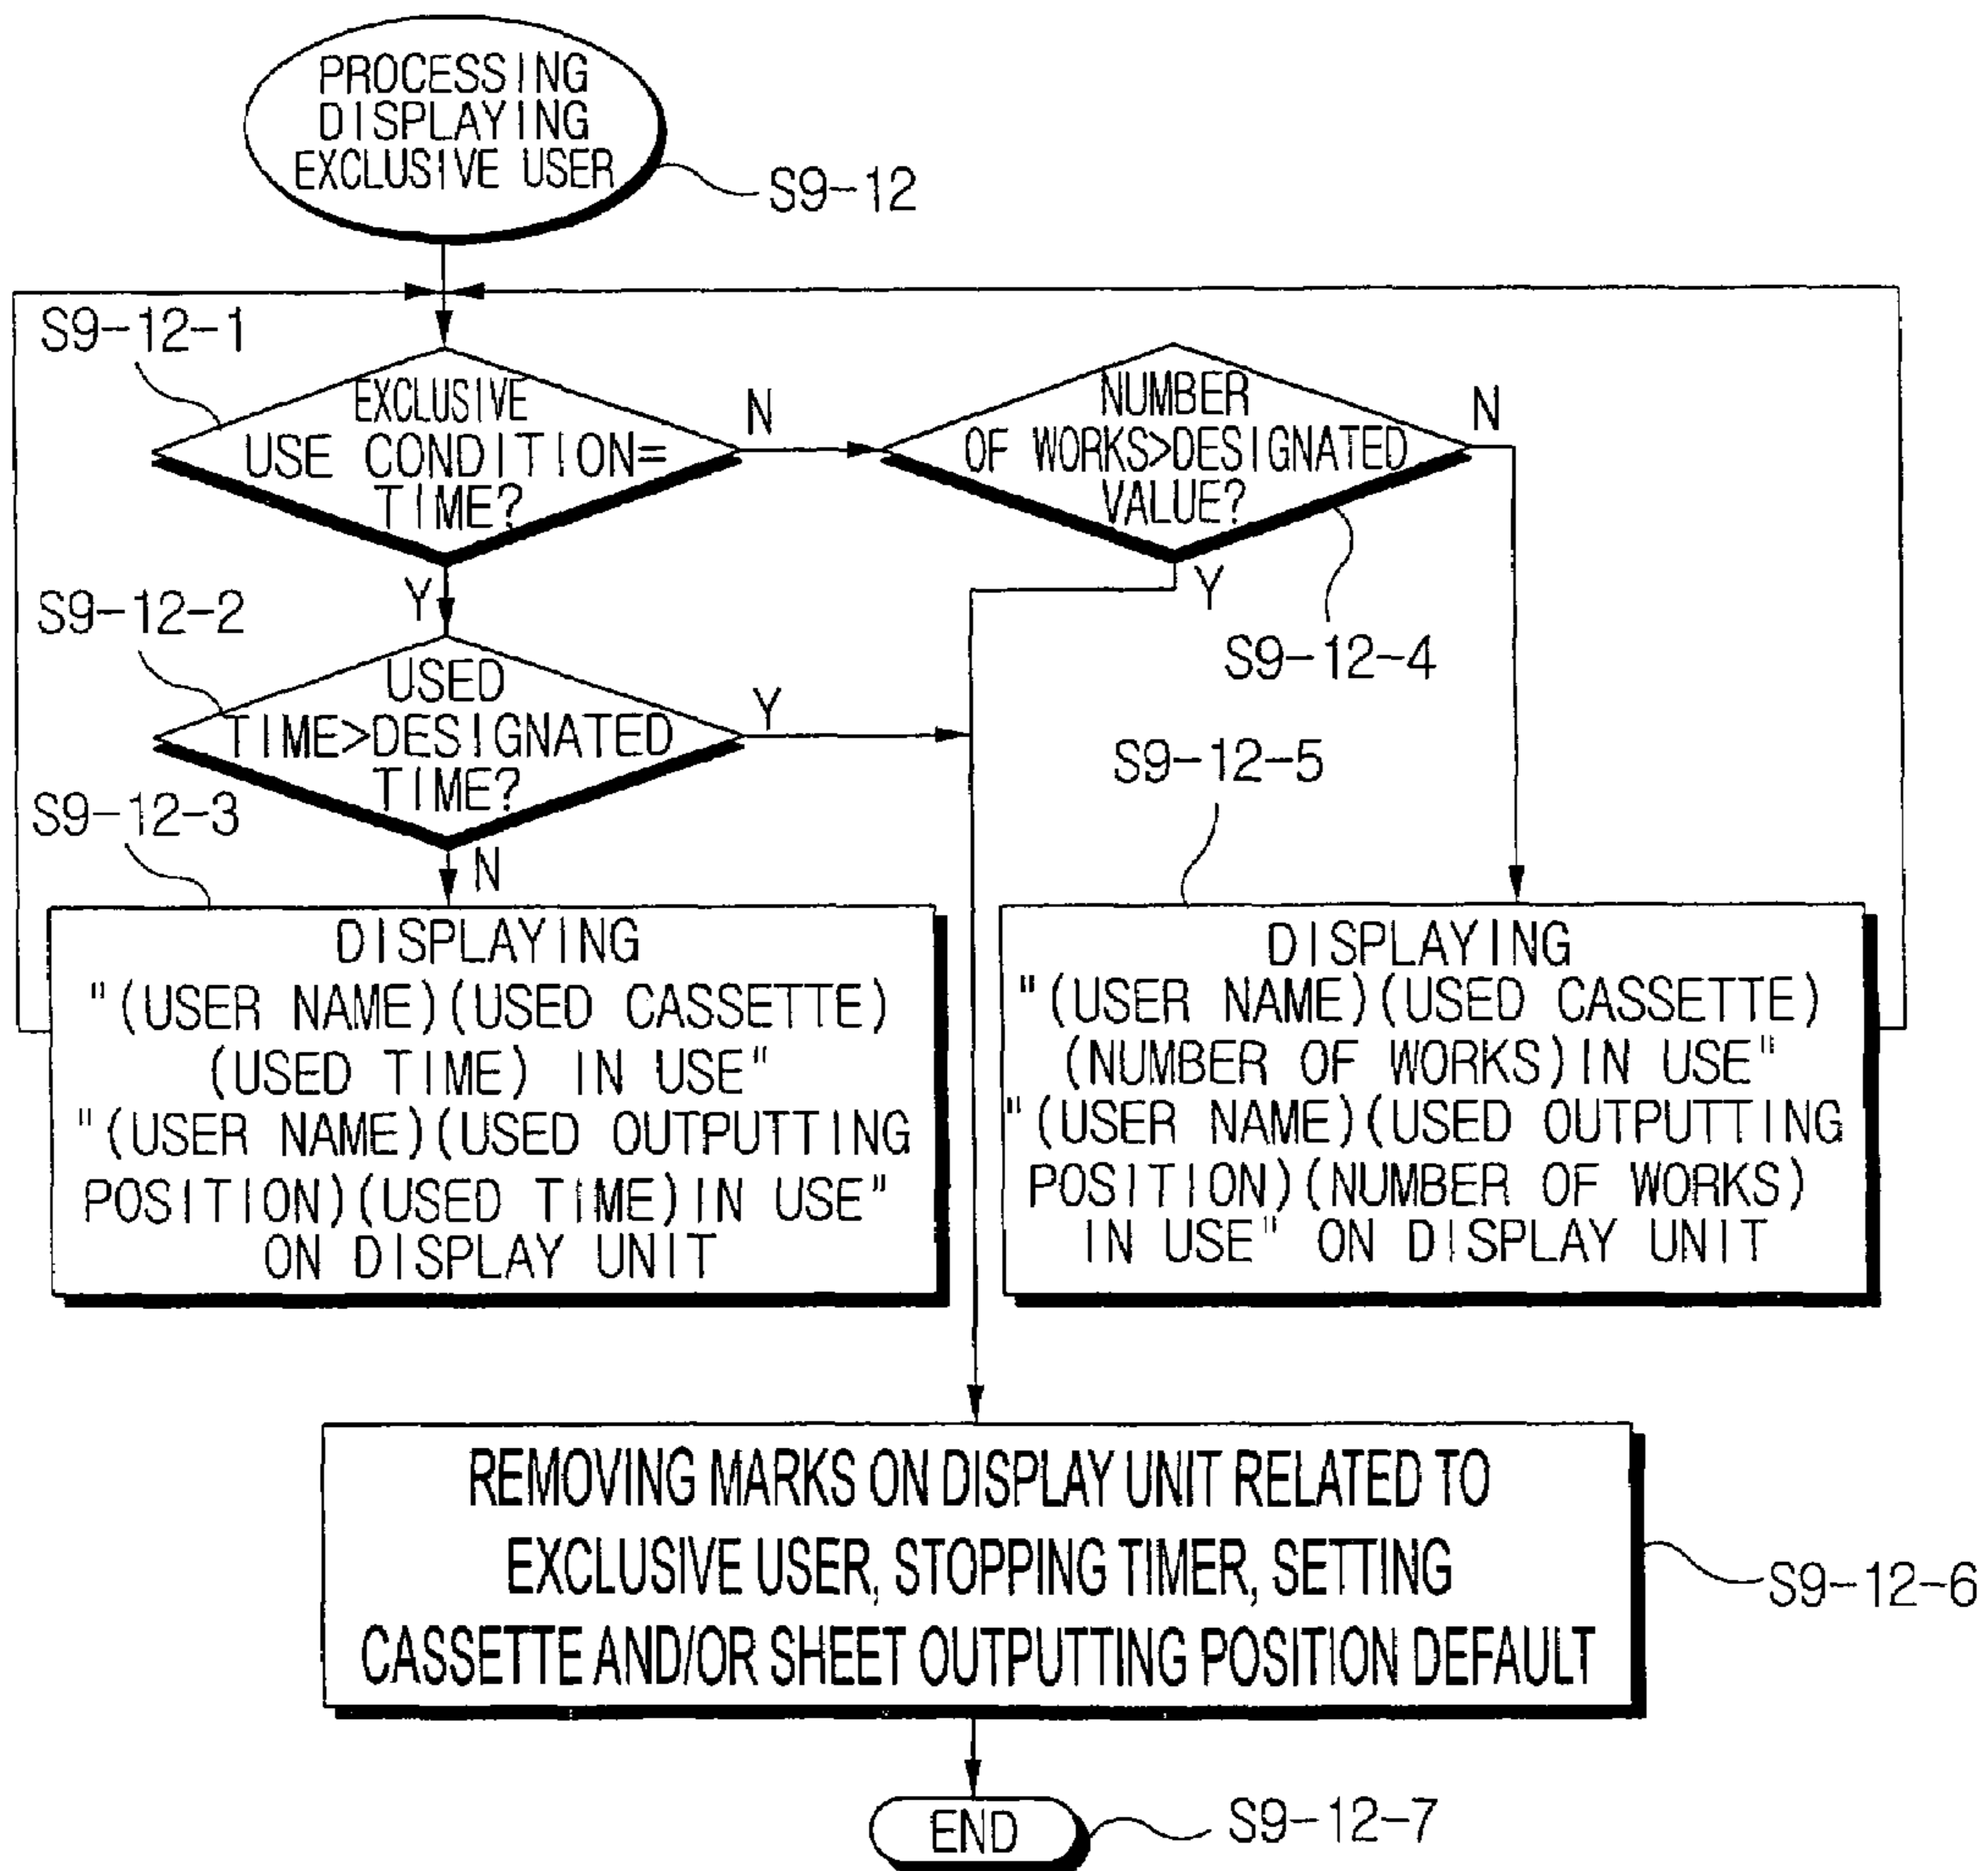 PROCESSING
DISPLAYING
EXCLUSIVE USER
S9-12
S9-12-1
EXCLUSIVE
USE CONDITION=
TIME?
N
Y
NUMBER
OF WORKS>DESIGNATED
VALUE?
N
Y
S9-12-4
S9-12-2
USED
TIME>DESIGNATED
TIME?
Y
N
S9-12-3
DISPLAYING
"(USER NAME)(USED CASSETTE)
(USED TIME) IN USE"
"(USER NAME)(USED OUTPUTTING
POSITION)(USED TIME)IN USE"
ON DISPLAY UNIT
S9-12-5
DISPLAYING
"(USER NAME)(USED CASSETTE)
(NUMBER OF WORKS)IN USE"
"(USER NAME)(USED OUTPUTTING
POSITION)(NUMBER OF WORKS)
IN USE" ON DISPLAY UNIT
REMOVING MARKS ON DISPLAY UNIT RELATED TO
EXCLUSIVE USER, STOPPING TIMER, SETTING
CASSETTE AND/OR SHEET OUTPUTTING POSITION DEFAULT
S9-12-6
END
S9-12-7